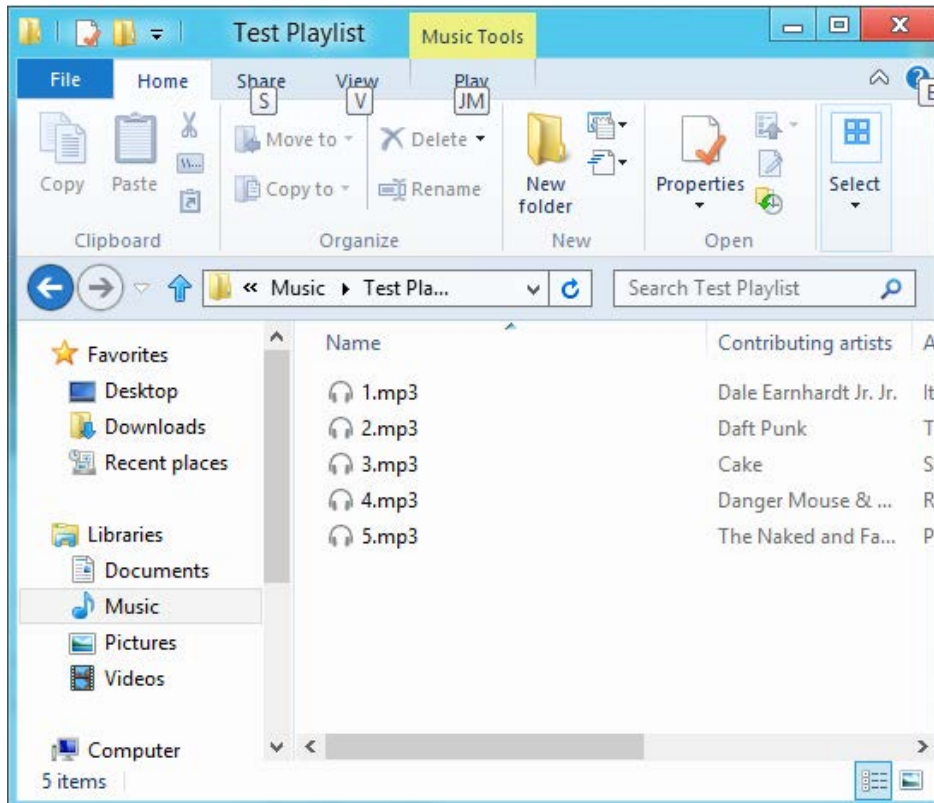 Test Playlist
Music Tools
File Home Share View Play
S V JM E
Copy Paste
Move to
Copy to
Delete
Rename
New folder
Properties
Select
Clipboard Organize New Open
« Music Test Pla...
Search Test Playlist
Favorites
Desktop
Downloads
Recent places
Libraries
Documents
Music
Pictures
Videos
Computer
Name Contributing artists A
1.mp3 Dale Earnhardt Jr. Jr. It
2.mp3 Daft Punk T
3.mp3 Cake S
4.mp3 Danger Mouse & ... R
5.mp3 The Naked and Fa... P
5 items